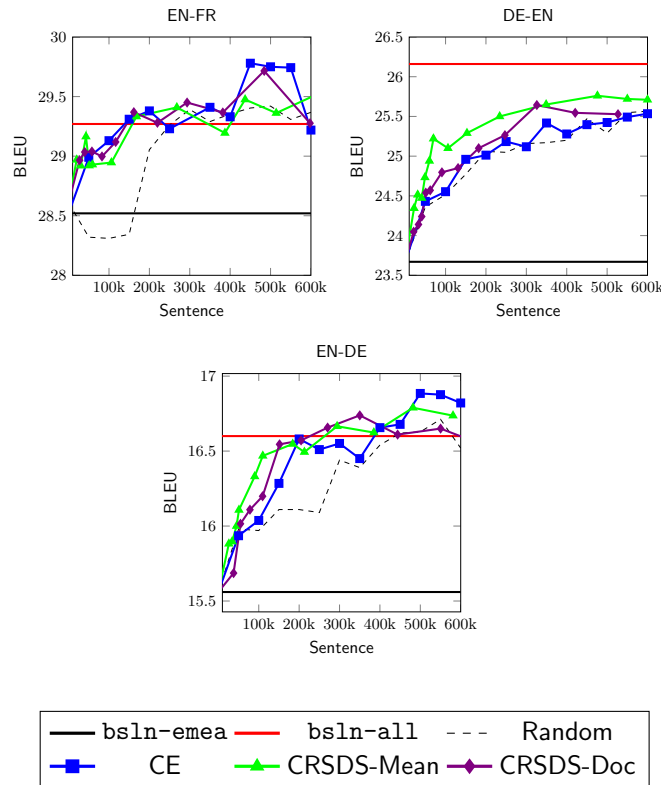 EN-FR
30
29.5
29
28.5
28
BLEU
100k 200k 300k 400k 500k 600k
Sentence
DE-EN
26.5
26
25.5
25
24.5
24
23.5
BLEU
100k 200k 300k 400k 500k 600k
Sentence
EN-DE
17
16.5
16
15.5
BLEU
100k 200k 300k 400k 500k 600k
Sentence
bsln-emea bsln-all Random
CE CRSDS-Mean CRSDS-Doc